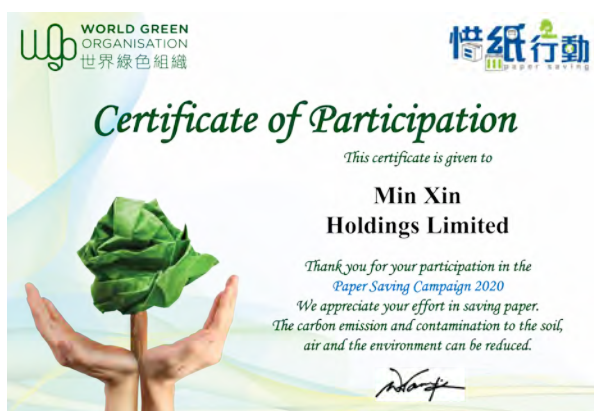 WORLD GREEN
ORGANISATION
世界綠色組織
惜紙行動
paper saving
Certificate of Participation
This certificate is given to
Min Xin
Holdings Limited
Thank you for your participation in the
Paper Saving Campaign 2020
We appreciate your effort in saving paper.
The carbon emission and contamination to the soil,
air and the environment can be reduced.